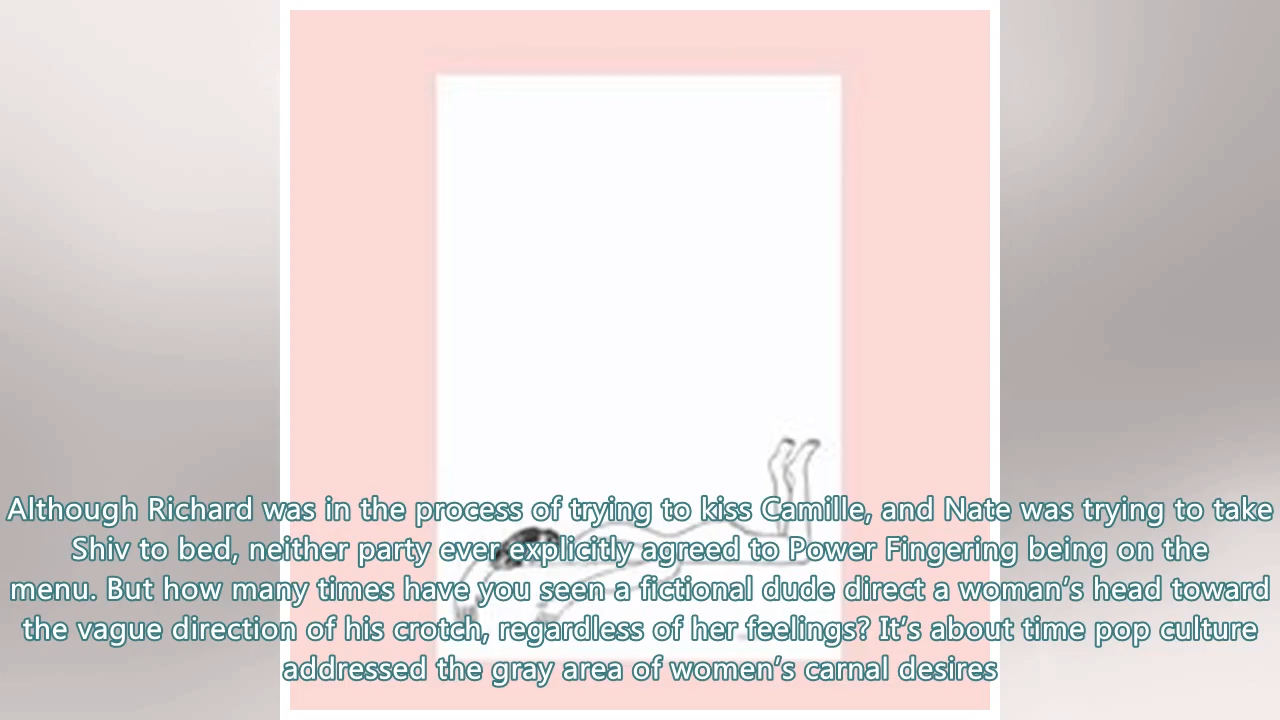 Although Richard was in the process of trying to kiss Camille, and Nate was trying to take
Shiv to bed, neither party ever explicitly agreed to Power Fingering being on the
menu. But how many times have you seen a fictional dude direct a woman’s head toward
the vague direction of his crotch, regardless of her feelings? It’s about time pop culture
addressed the gray area of women’s carnal desires